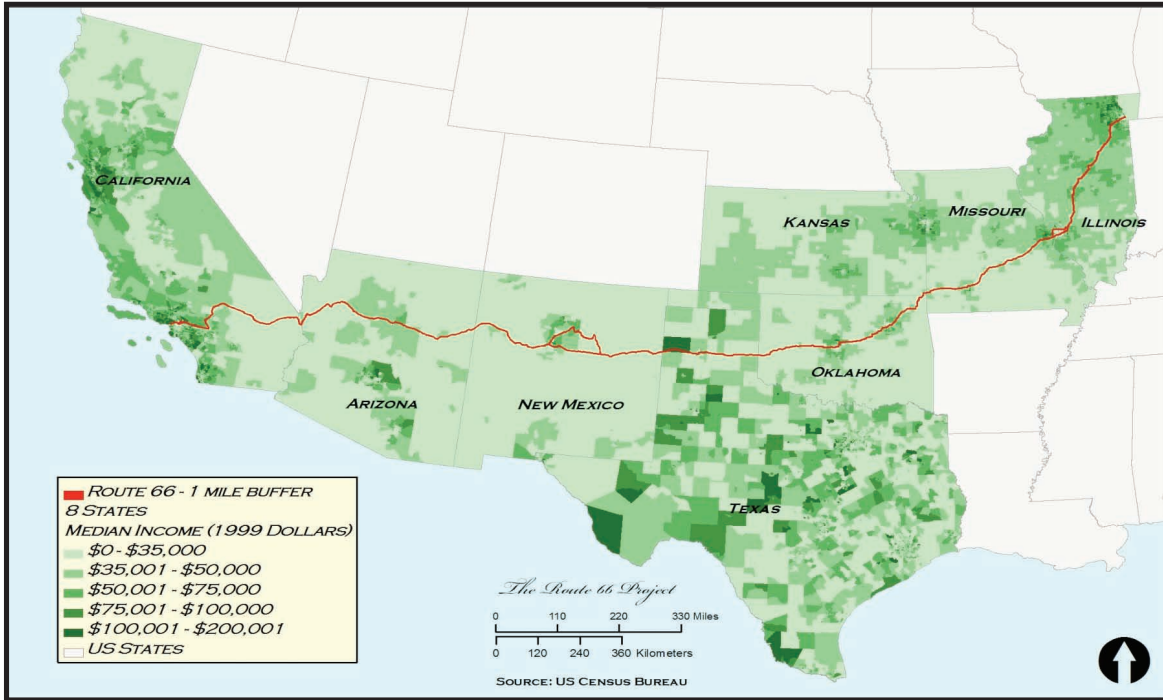 CALIFORNIA
KANSAS
MISSOURI
ILLINOIS
ARIZONA
NEW MEXICO
OKLAHOMA
TEXAS
ROUTE 66 - 1 MILE BUFFER
8 STATES
MEDIAN INCOME (1999 DOLLARS)
$0 - $35,000
$35,001 - $50,000
$50,001 - $75,000
$75,001 - $100,000
$100,001 - $200,001
US STATES
The Route 66 Project
0 110 220 330 Miles
0 120 240 360 Kilometers
SOURCE: US CENSUS BUREAU